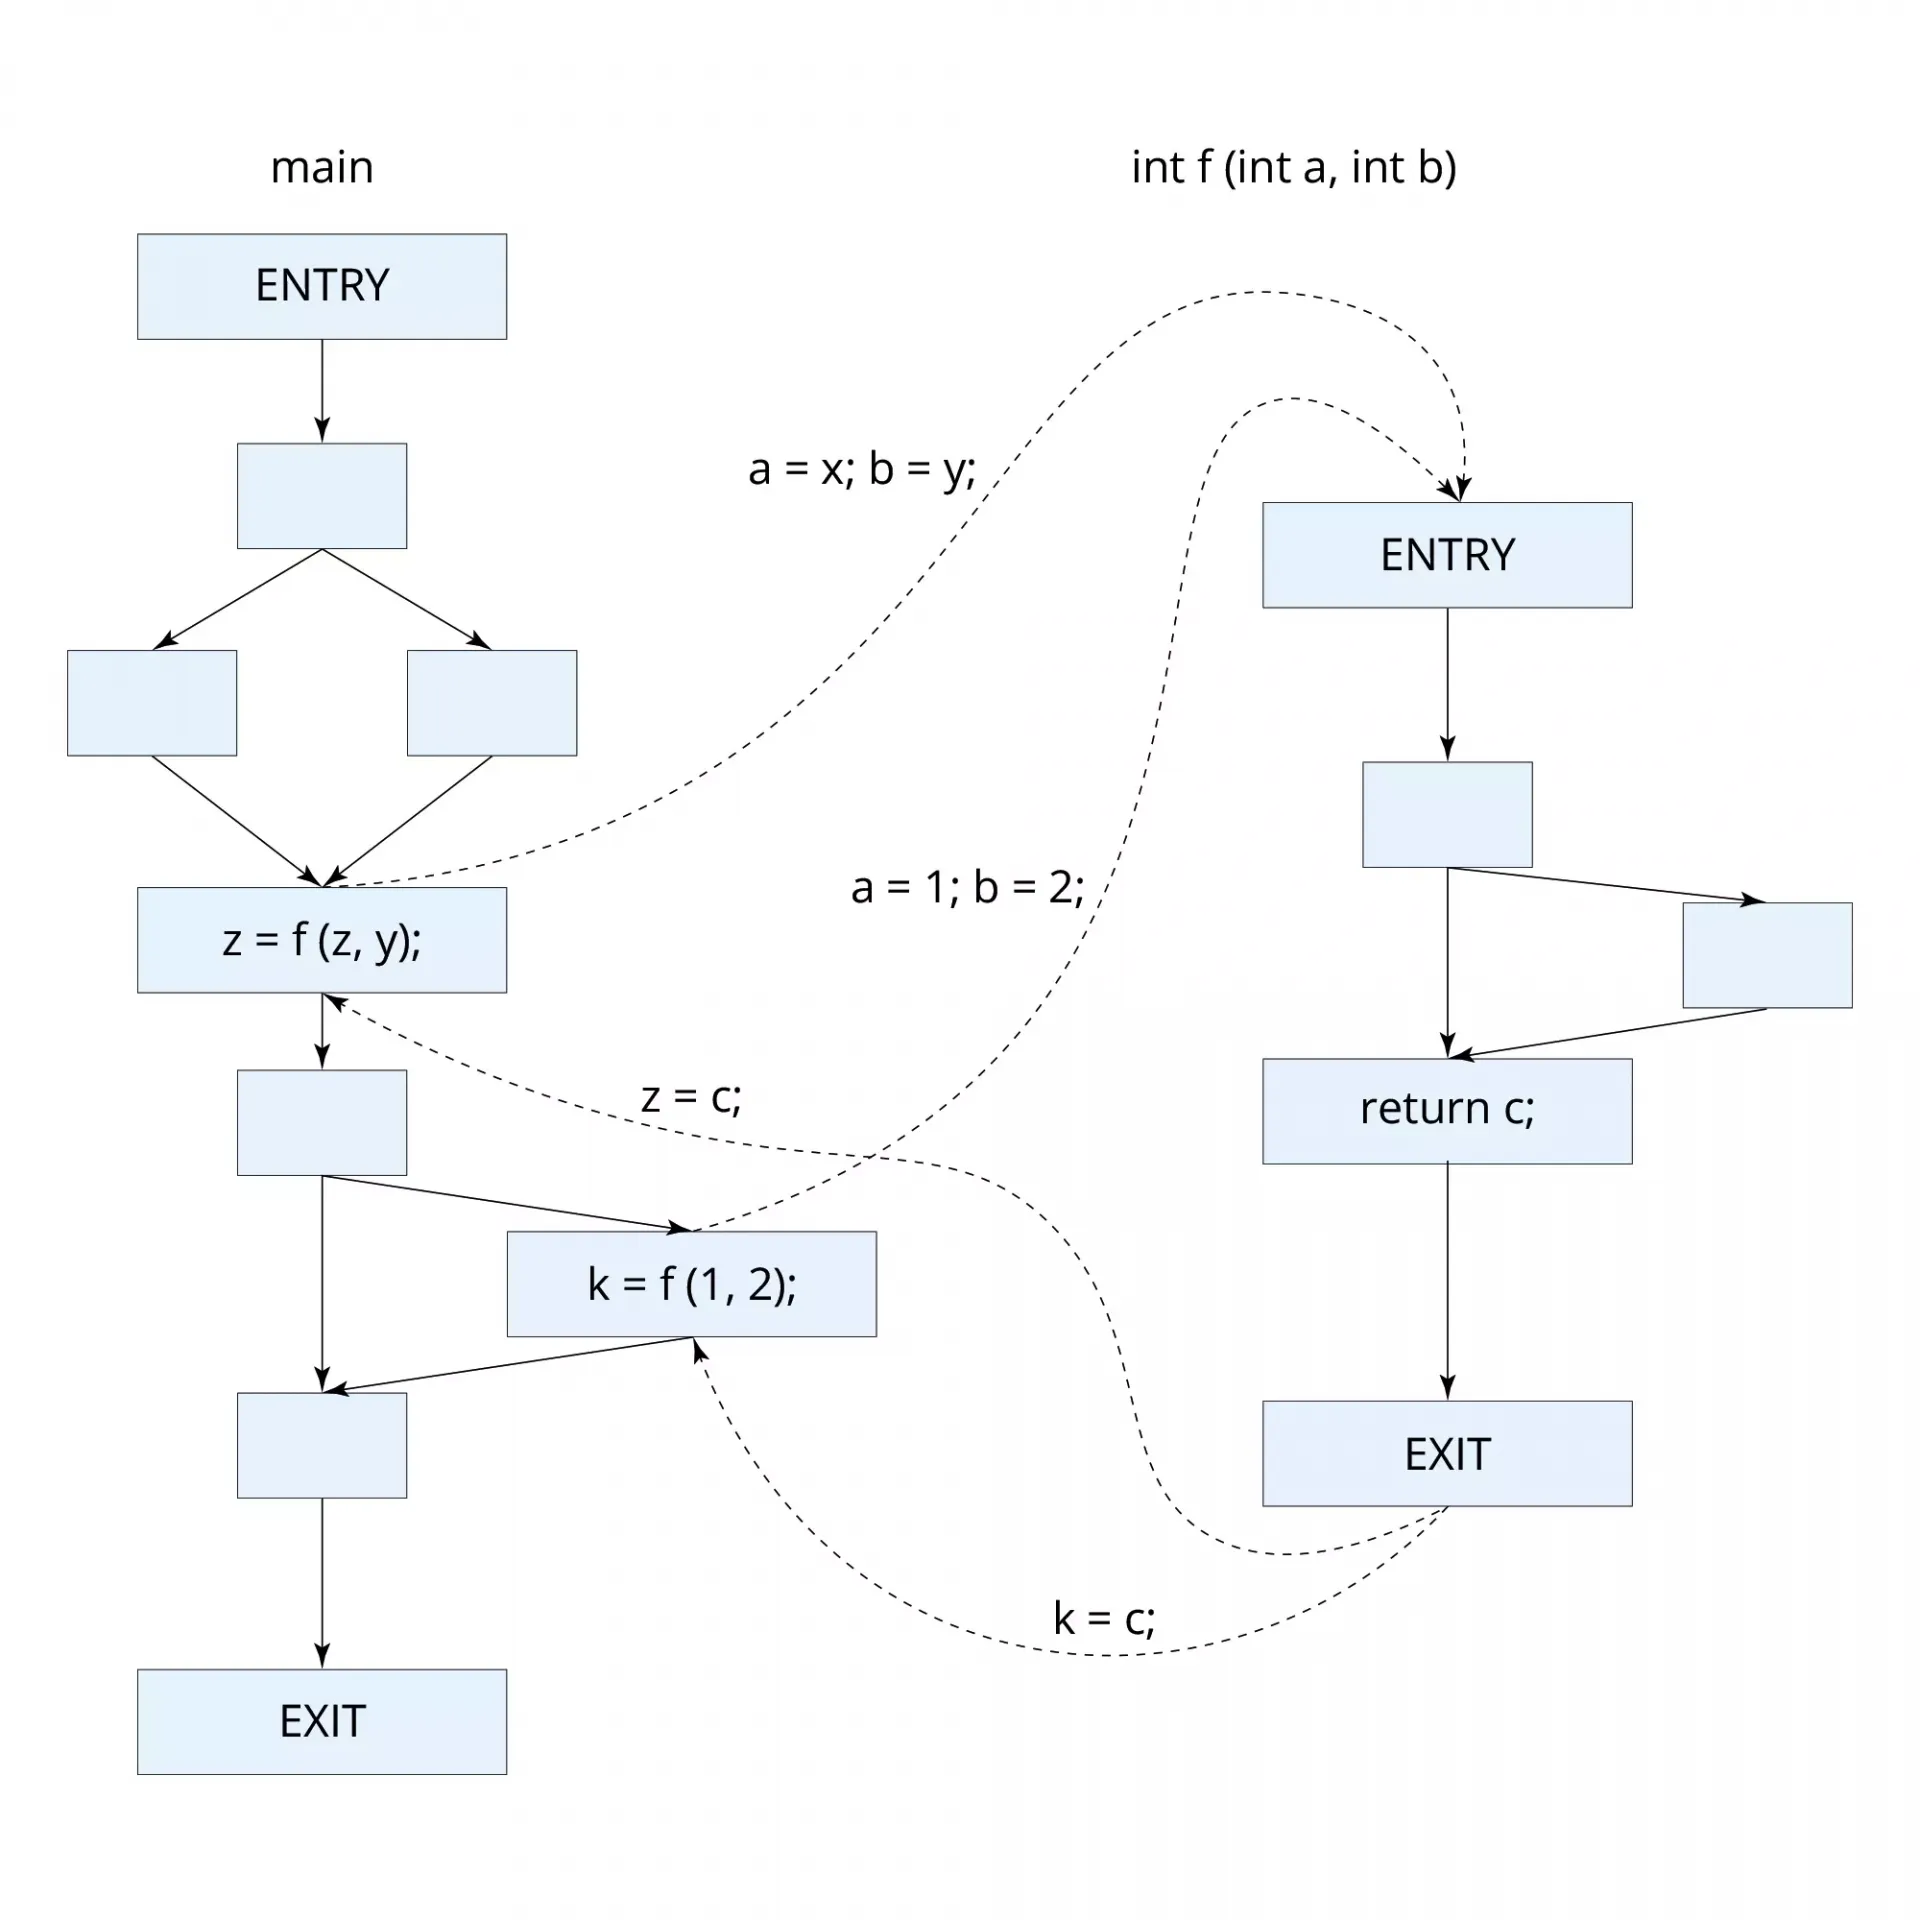 main
int f (int a, int b)
ENTRY
a = x; b = y;
ENTRY
a = 1; b = 2;
z = f (z, y);
z = c;
return c;
k = f (1, 2);
EXIT
k = c;
EXIT